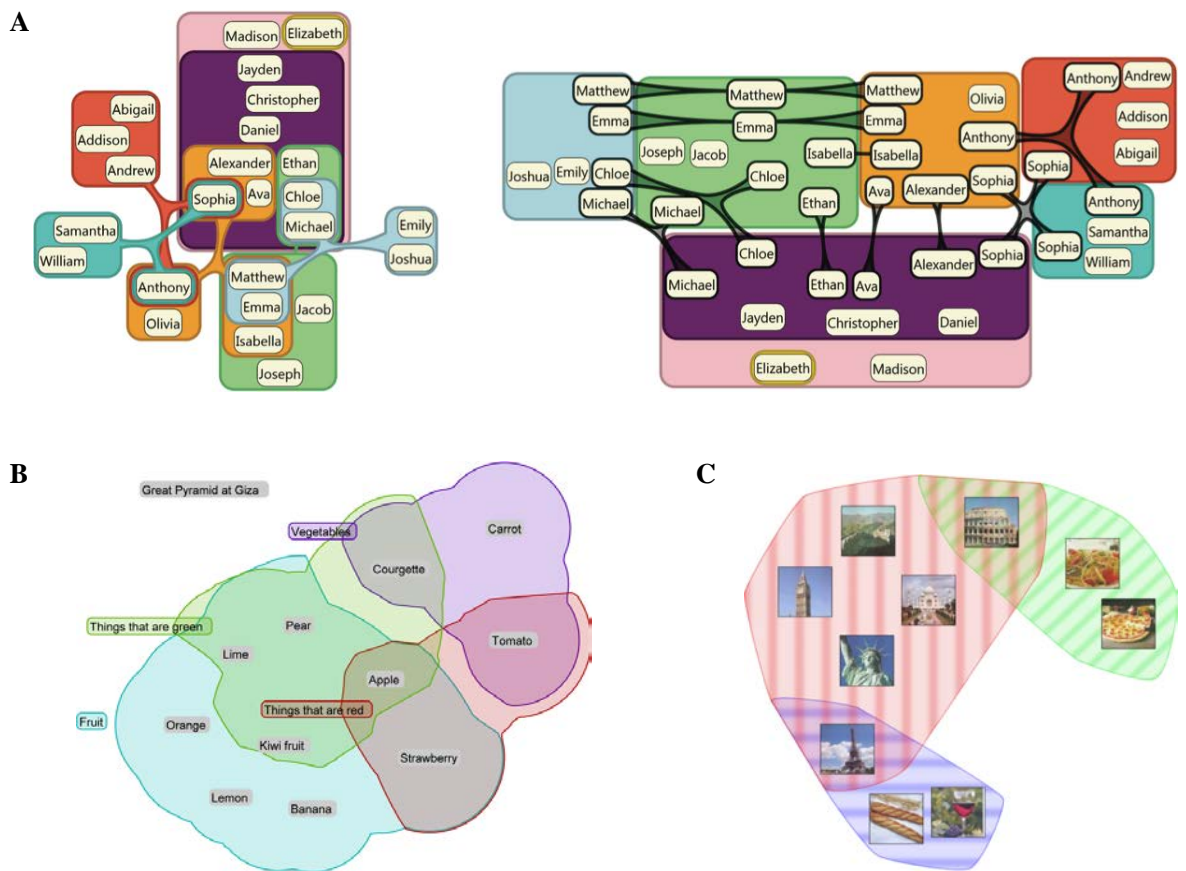 A
Madison
Elizabeth
Jayden
Christopher
Daniel
Abigail
Addison
Andrew
Alexander
Ethan
Sophia
Ava
Chloe
Michael
Samantha
William
Emily
Joshua
Anthony
Olivia
Matthew
Emma
Jacob
Isabella
Joseph
Matthew
Matthew
Matthew
Emma
Emma
Emma
Olivia
Anthony
Andrew
Addison
Abigail
Anthony
Joshua
Emily
Chloe
Joseph
Jacob
Chloe
Isabella
Isabella
Sophia
Michael
Michael
Ethan
Ava
Alexander
Sophia
Anthony
Samantha
William
Chloe
Sophia
Sophia
Michael
Ethan
Ava
Alexander
Jayden
Christopher
Daniel
Elizabeth
Madison
B
Great Pyramid at Giza
Vegetables
Carrot
Courgette
Things that are green
Pear
Lime
Tomato
Apple
Things that are red
Fruit
Orange
Kiwi fruit
Strawberry
Lemon
Banana
C